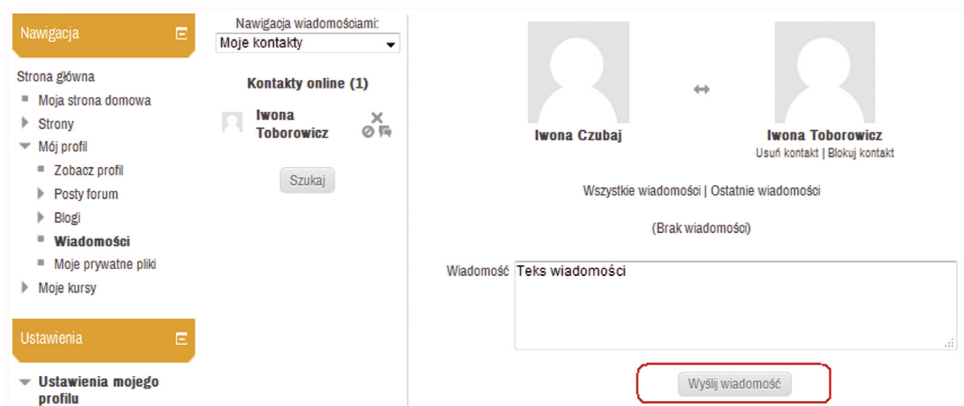 Nawigacja
Strona główna
Moja strona domowa
Strony
Mój profil
Zobacz profil
Posty forum
Blogi
Wiadomości
Moje prywatne pliki
Moje kursy
Ustawienia
Ustawienia mojego
profilu
Nawigacja wiadomościami:
Moje kontakty
Kontakty online (1)
Iwona
Toborowicz
Szukaj
Iwona Czubaj
Iwona Toborowicz
Usuń kontakt | Blokuj kontakt
Wszystkie wiadomości | Ostatnie wiadomości
(Brak wiadomości)
Wiadomość
Teks wiadomości
Wyślij wiadomość